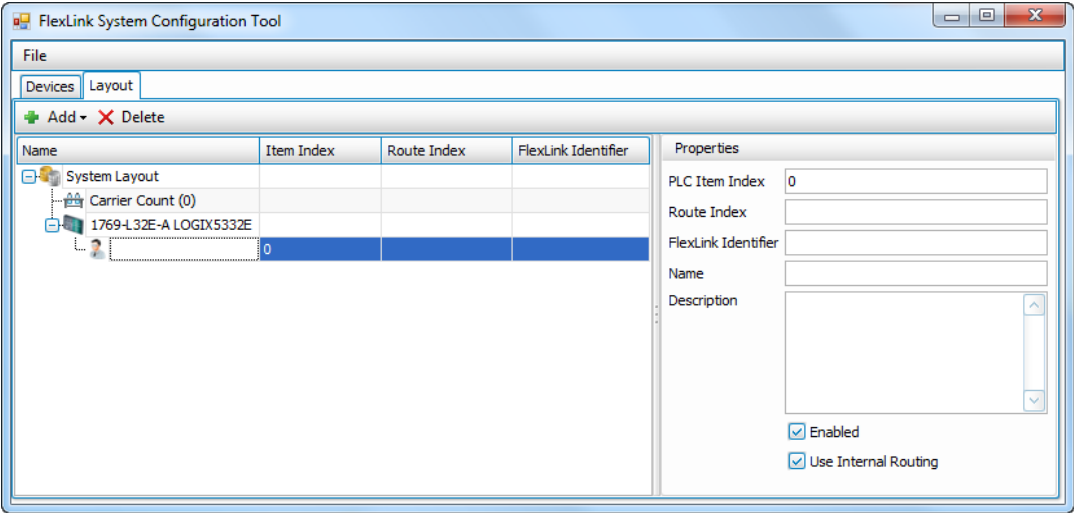 FlexLink System Configuration Tool
File
Devices Layout
Add Delete
Name Item Index Route Index FlexLink Identifier
System Layout
Carrier Count (0)
1769-L32E-A LOGIX5332E
0
Properties
PLC Item Index 0
Route Index
FlexLink Identifier
Name
Description
Enabled
Use Internal Routing